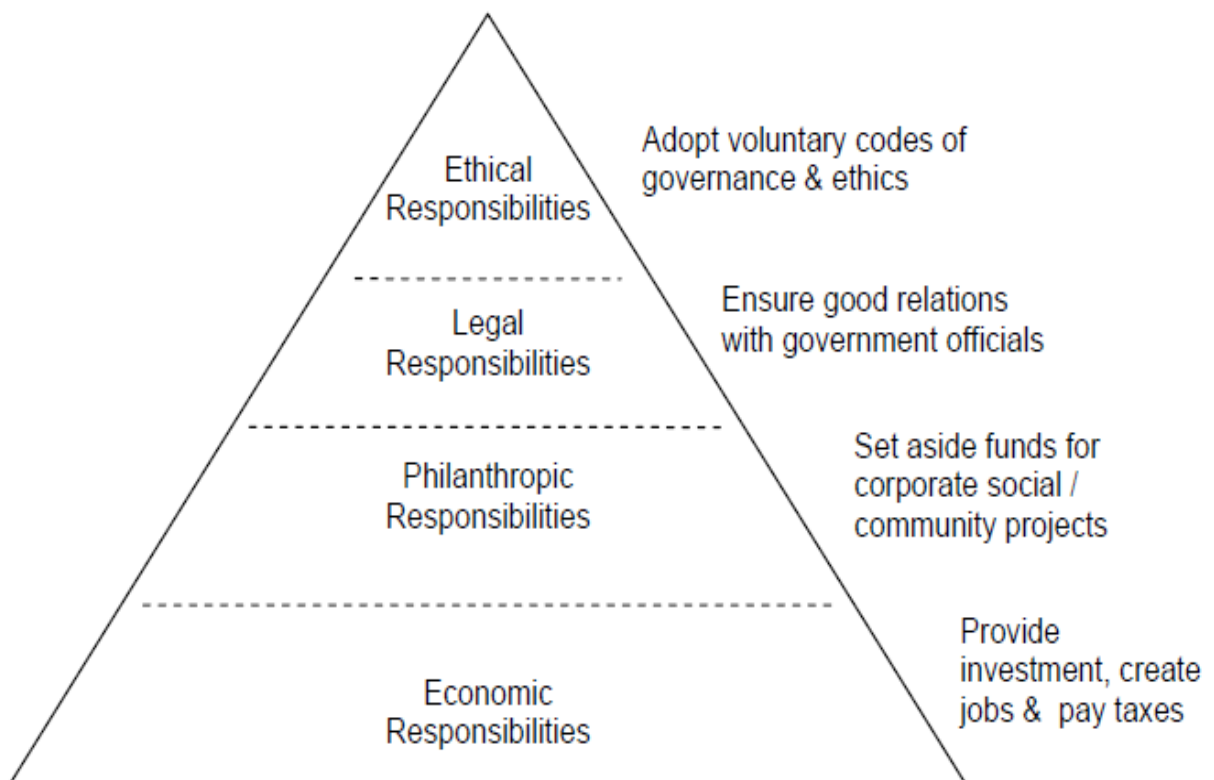 Ethical
Responsibilities
Adopt voluntary codes of
governance & ethics
Legal
Responsibilities
Ensure good relations
with government officials
Philanthropic
Responsibilities
Set aside funds for
corporate social /
community projects
Economic
Responsibilities
Provide
investment, create
jobs & pay taxes